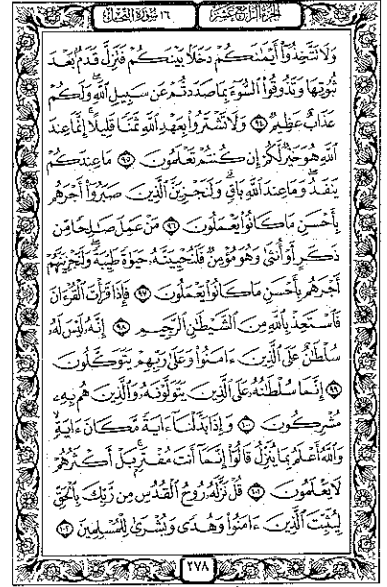 الجزء الرابع عشر ١٦ سورة النحل
وَلَا تَتَّخِذُوٓا۟ أَيْمَٰنَكُمْ دَخَلًۢا بَيْنَكُمْ فَتَزِلَّ قَدَمٌۢ بَعْدَ
ثُبُوتِهَا وَتَذُوقُوا۟ ٱلسُّوٓءَ بِمَا صَدَدتُّمْ عَن سَبِيلِ ٱللَّهِ ۖ وَلَكُمْ
عَذَابٌ عَظِيمٌ ٩٤ وَلَا تَشْتَرُوا۟ بِعَهْدِ ٱللَّهِ ثَمَنًا قَلِيلًا ۚ إِنَّمَا عِندَ
ٱللَّهِ هُوَ خَيْرٌ لَّكُمْ إِن كُنتُمْ تَعْلَمُونَ ٩٥ مَا عِندَكُمْ
يَنفَدُ ۖ وَمَا عِندَ ٱللَّهِ بَاقٍ ۗ وَلَنَجْزِيَنَّ ٱلَّذِينَ صَبَرُوٓا۟ أَجْرَهُم
بِأَحْسَنِ مَا كَانُوا۟ يَعْمَلُونَ ٩٦ مَنْ عَمِلَ صَٰلِحًا مِّن
ذَكَرٍ أَوْ أُنثَىٰ وَهُوَ مُؤْمِنٌ فَلَنُحْيِيَنَّهُۥ حَيَوٰةً طَيِّبَةً ۖ وَلَنَجْزِيَنَّهُمْ
أَجْرَهُم بِأَحْسَنِ مَا كَانُوا۟ يَعْمَلُونَ ٩٧ فَإِذَا قَرَأْتَ ٱلْقُرْءَانَ
فَٱسْتَعِذْ بِٱللَّهِ مِنَ ٱلشَّيْطَٰنِ ٱلرَّجِيمِ ٩٨ إِنَّهُۥ لَيْسَ لَهُۥ
سُلْطَٰنٌ عَلَى ٱلَّذِينَ ءَامَنُوا۟ وَعَلَىٰ رَبِّهِمْ يَتَوَكَّلُونَ
٩٩ إِنَّمَا سُلْطَٰنُهُۥ عَلَى ٱلَّذِينَ يَتَوَلَّوْنَهُۥ وَٱلَّذِينَ هُم بِهِۦ
مُشْرِكُونَ ١٠٠ وَإِذَا بَدَّلْنَآ ءَايَةً مَّكَانَ ءَايَةٍ ۙ
وَٱللَّهُ أَعْلَمُ بِمَا يُنَزِّلُ قَالُوٓا۟ إِنَّمَآ أَنتَ مُفْتَرٍۭ ۚ بَلْ أَكْثَرُهُمْ
لَا يَعْلَمُونَ ١٠١ قُلْ نَزَّلَهُۥ رُوحُ ٱلْقُدُسِ مِن رَّبِّكَ بِٱلْحَقِّ
لِيُثَبِّتَ ٱلَّذِينَ ءَامَنُوا۟ وَهُدًى وَبُشْرَىٰ لِلْمُسْلِمِينَ ١٠٢
٢٧٨